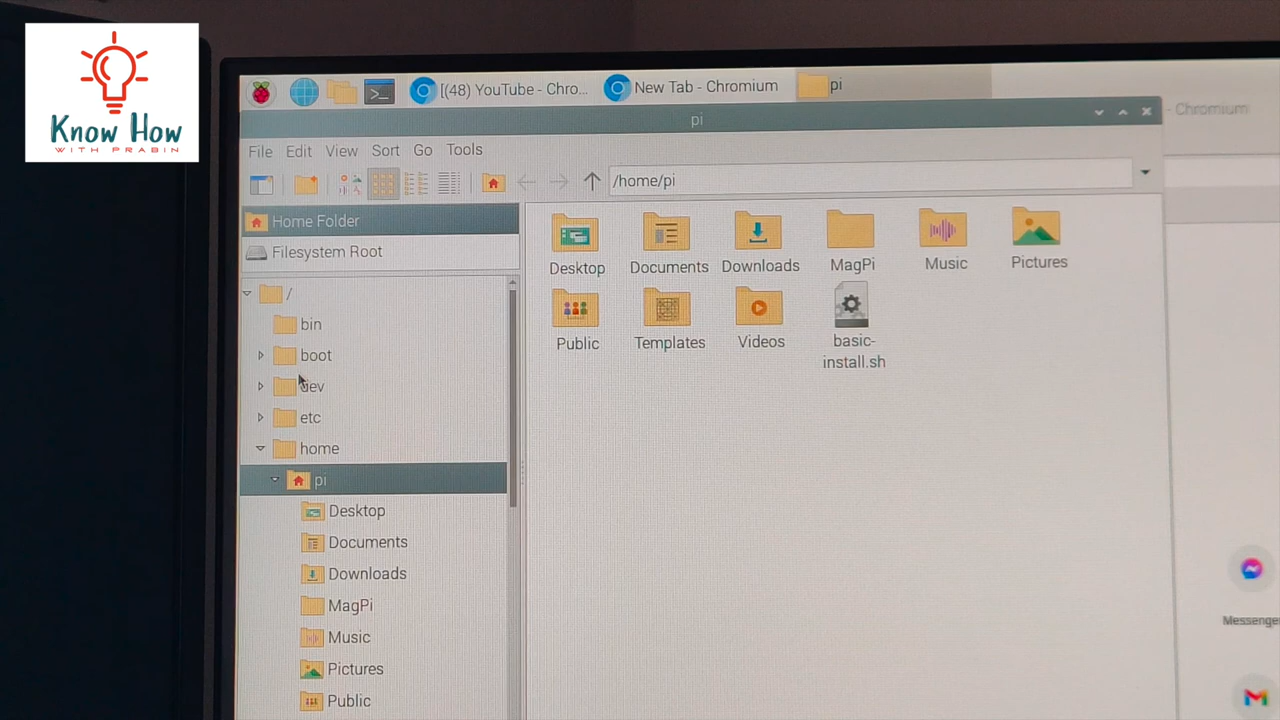 Know How
WITH PRABIN
>_
[(48) YouTube - Chro...
New Tab - Chromium
pi
pi
- Chromium
File Edit View Sort Go Tools
/home/pi
Home Folder
Filesystem Root
/
bin
boot
dev
etc
home
pi
Desktop
Documents
Downloads
MagPi
Music
Pictures
Public
Desktop Documents Downloads MagPi Music Pictures
Public Templates Videos basic-
install.sh
Messenge